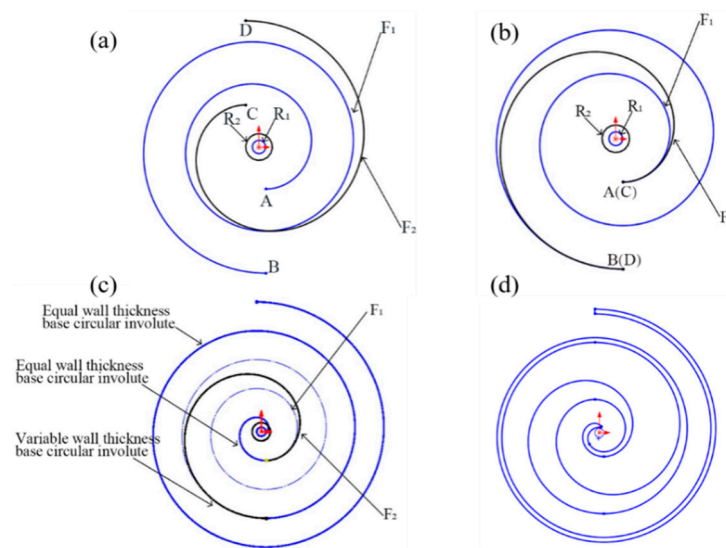 (a)
D
F₁
C
R₂
R₁
A
F₂
B
(b)
F₁
R₂
R₁
A(C)
F
B(D)
(c)
Equal wall thickness
base circular involute
F₁
Equal wall thickness
base circular involute
Variable wall thickness
base circular involute
F₂
(d)